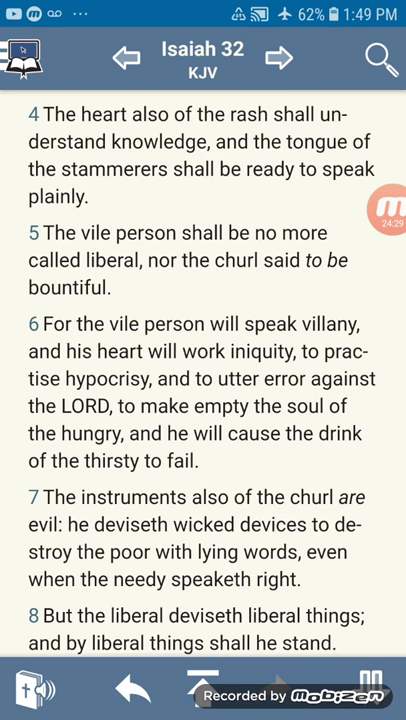 62% 1:49 PM
Isaiah 32
KJV
4 The heart also of the rash shall un-
derstand knowledge, and the tongue of
the stammerers shall be ready to speak
plainly.
24:29
5 The vile person shall be no more
called liberal, nor the churl said to be
bountiful.
6 For the vile person will speak villany,
and his heart will work iniquity, to prac-
tise hypocrisy, and to utter error against
the LORD, to make empty the soul of
the hungry, and he will cause the drink
of the thirsty to fail.
7 The instruments also of the churl are
evil: he deviseth wicked devices to de-
stroy the poor with lying words, even
when the needy speaketh right.
8 But the liberal deviseth liberal things;
and by liberal things shall he stand.
Recorded by mobizen